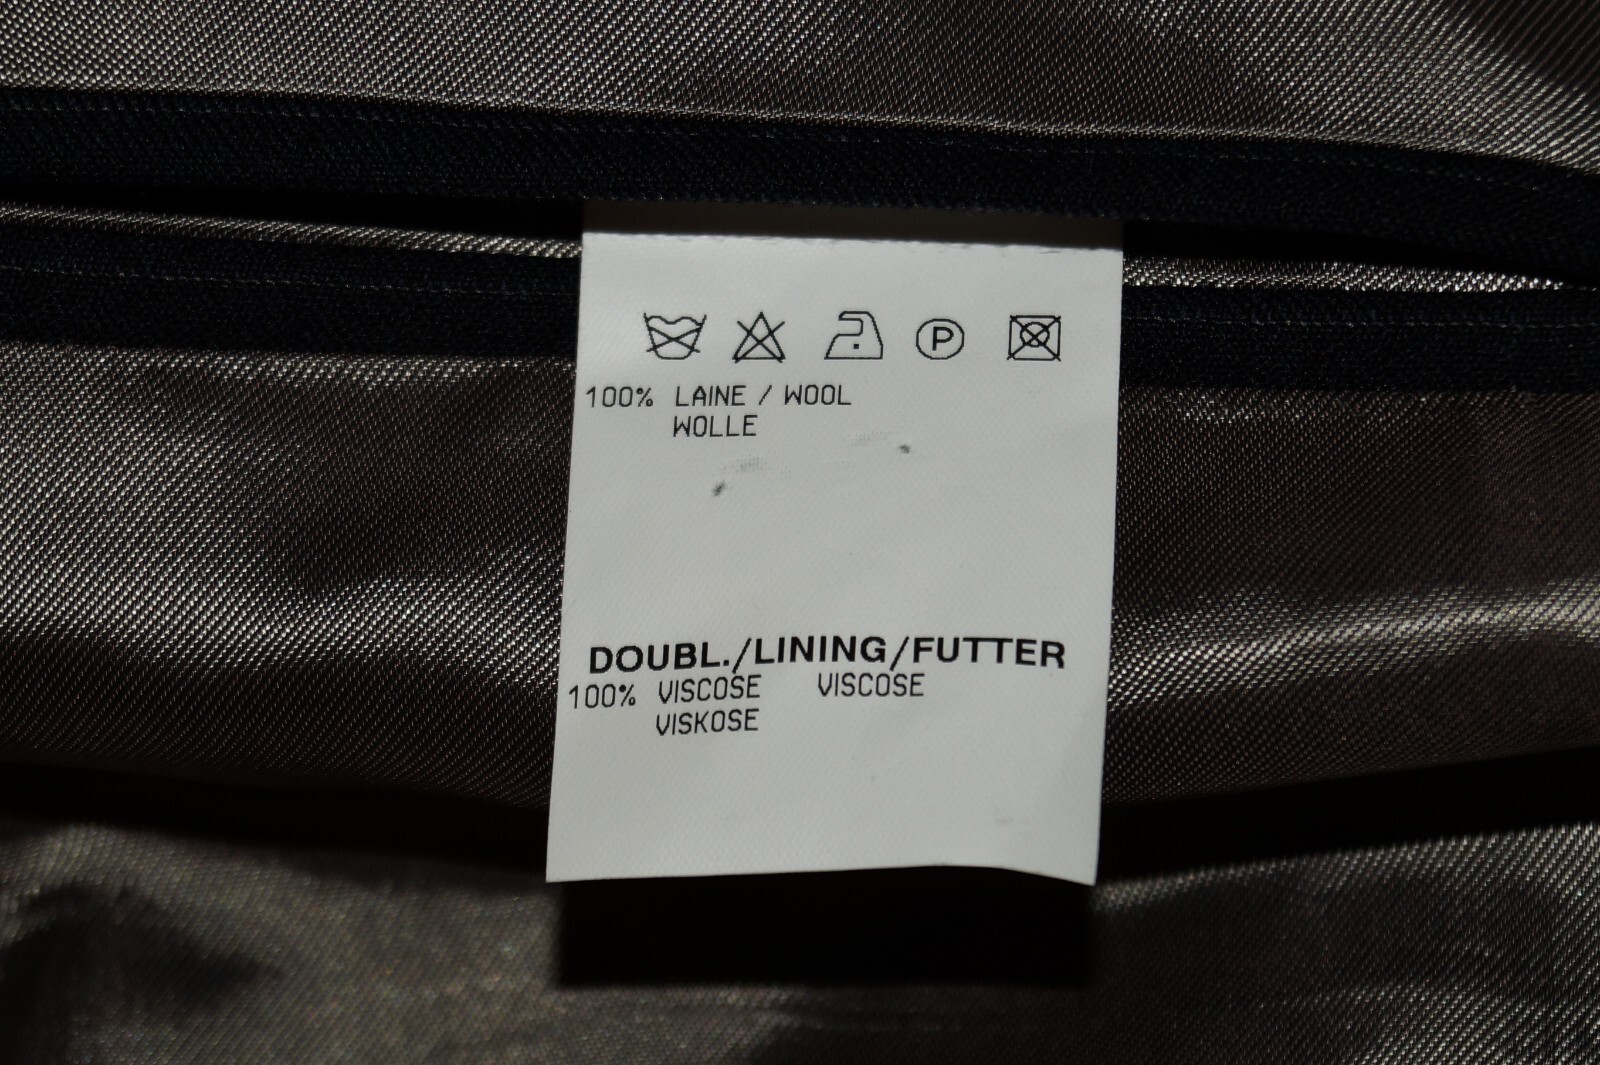 P
100% LAINE / WOOL
WOLLE
DOUBL./LINING/FUTTER
100% VISCOSE VISCOSE
VISKOSE